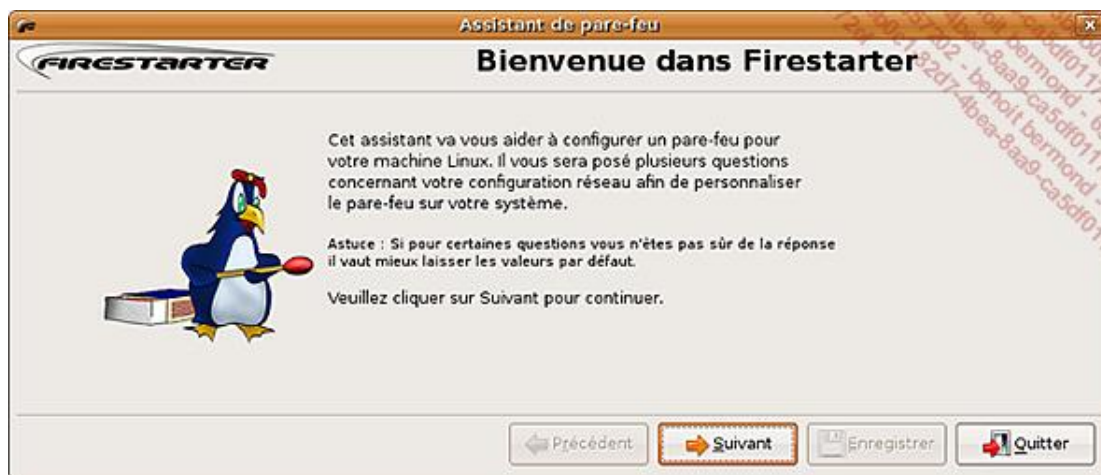 Assistant de pare-feu
FIRESTARTER
Bienvenue dans Firestarter
Cet assistant va vous aider à configurer un pare-feu pour
votre machine Linux. Il vous sera posé plusieurs questions
concernant votre configuration réseau afin de personnaliser
le pare-feu sur votre système.
Astuce : Si pour certaines questions vous n'êtes pas sûr de la réponse
il vaut mieux laisser les valeurs par défaut.
Veuillez cliquer sur Suivant pour continuer.
Précédent
Suivant
Enregistrer
Quitter
benoit bermond